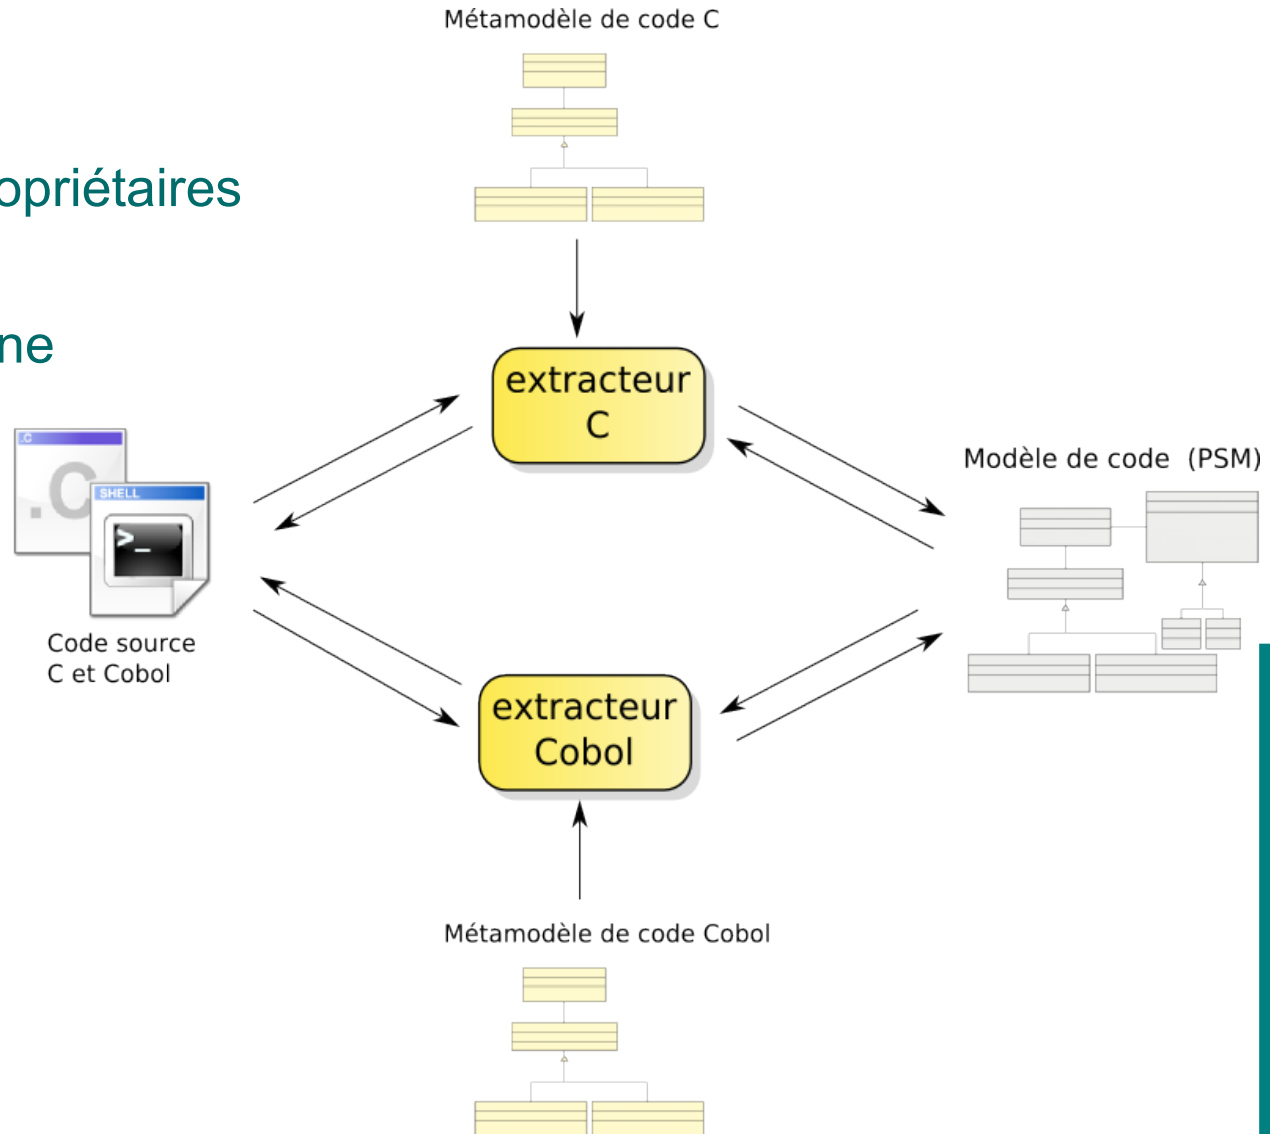 Métamodèle de code C
opriétaires
ne
extracteur
C
.C
.C
SHELL
>_
Modèle de code (PSM)
Code source
C et Cobol
extracteur
Cobol
Métamodèle de code Cobol